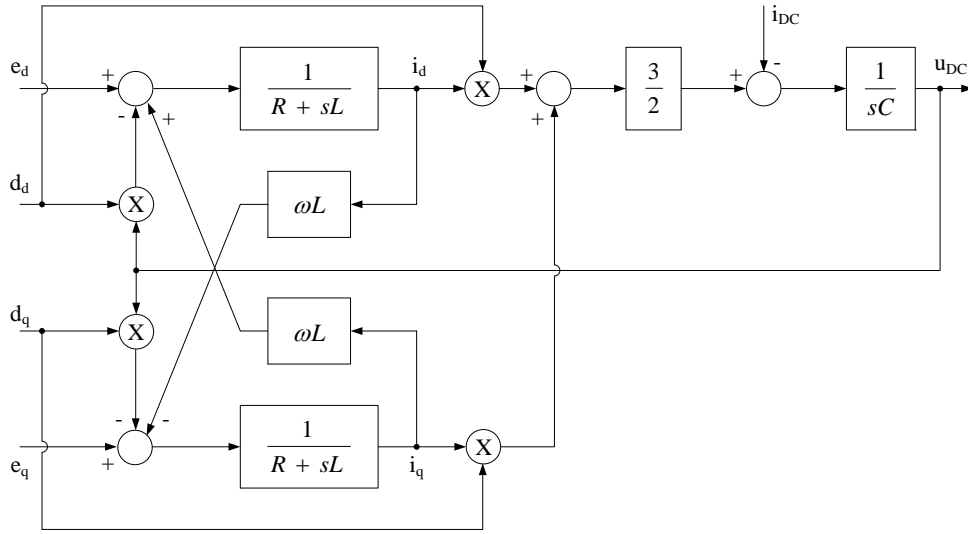 i_DC
e_d
+
-
+
1
R + sL
i_d
X
+
+
3
2
+
-
1
sC
u_DC
d_d
X
ωL
d_q
X
ωL
-
-
+
e_q
1
R + sL
i_q
X